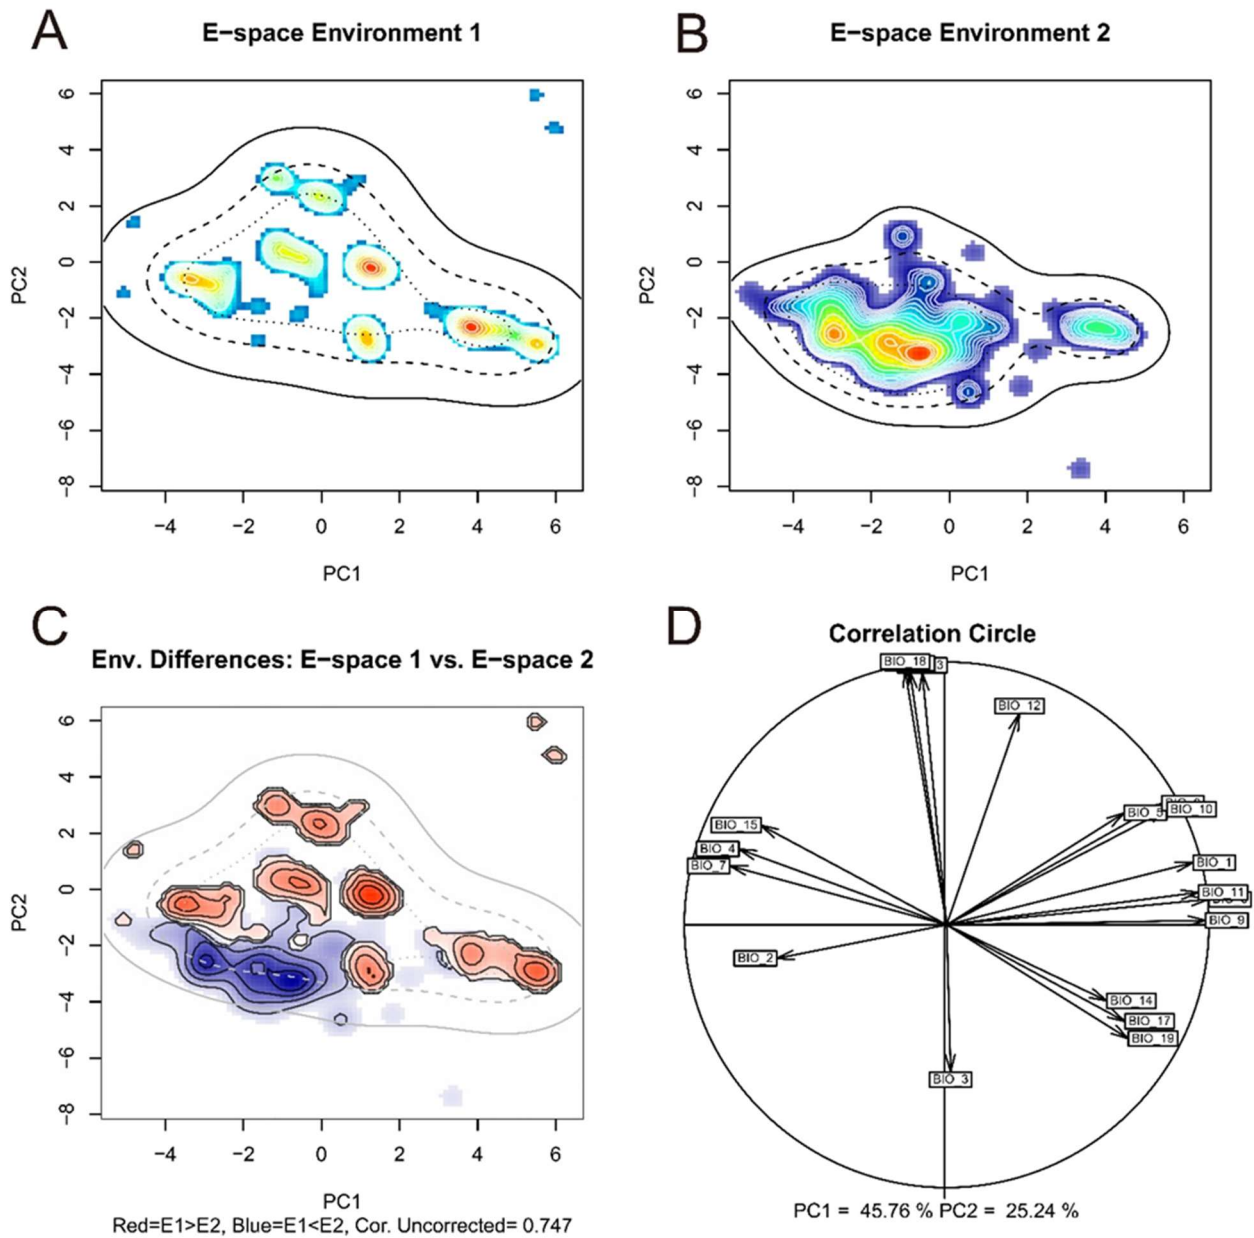 A
E-space Environment 1
6
4
2
0
-2
-4
-6
-8
PC2
-4 -2 0 2 4 6
PC1
B
E-space Environment 2
6
4
2
0
-2
-4
-6
-8
PC2
-4 -2 0 2 4 6
PC1
C
Env. Differences: E-space 1 vs. E-space 2
6
4
2
0
-2
-4
-6
-8
PC2
-4 -2 0 2 4 6
PC1
Red=E1>E2, Blue=E1<E2, Cor. Uncorrected= 0.747
D
Correlation Circle
BIO_18 3
BIO_12
BIO_5 BIO_10
BIO_15
BIO_4
BIO_7
BIO_1
BIO_11
BIO_9
BIO_2
BIO_14
BIO_17
BIO_19
BIO_3
PC1 = 45.76 % PC2 = 25.24 %